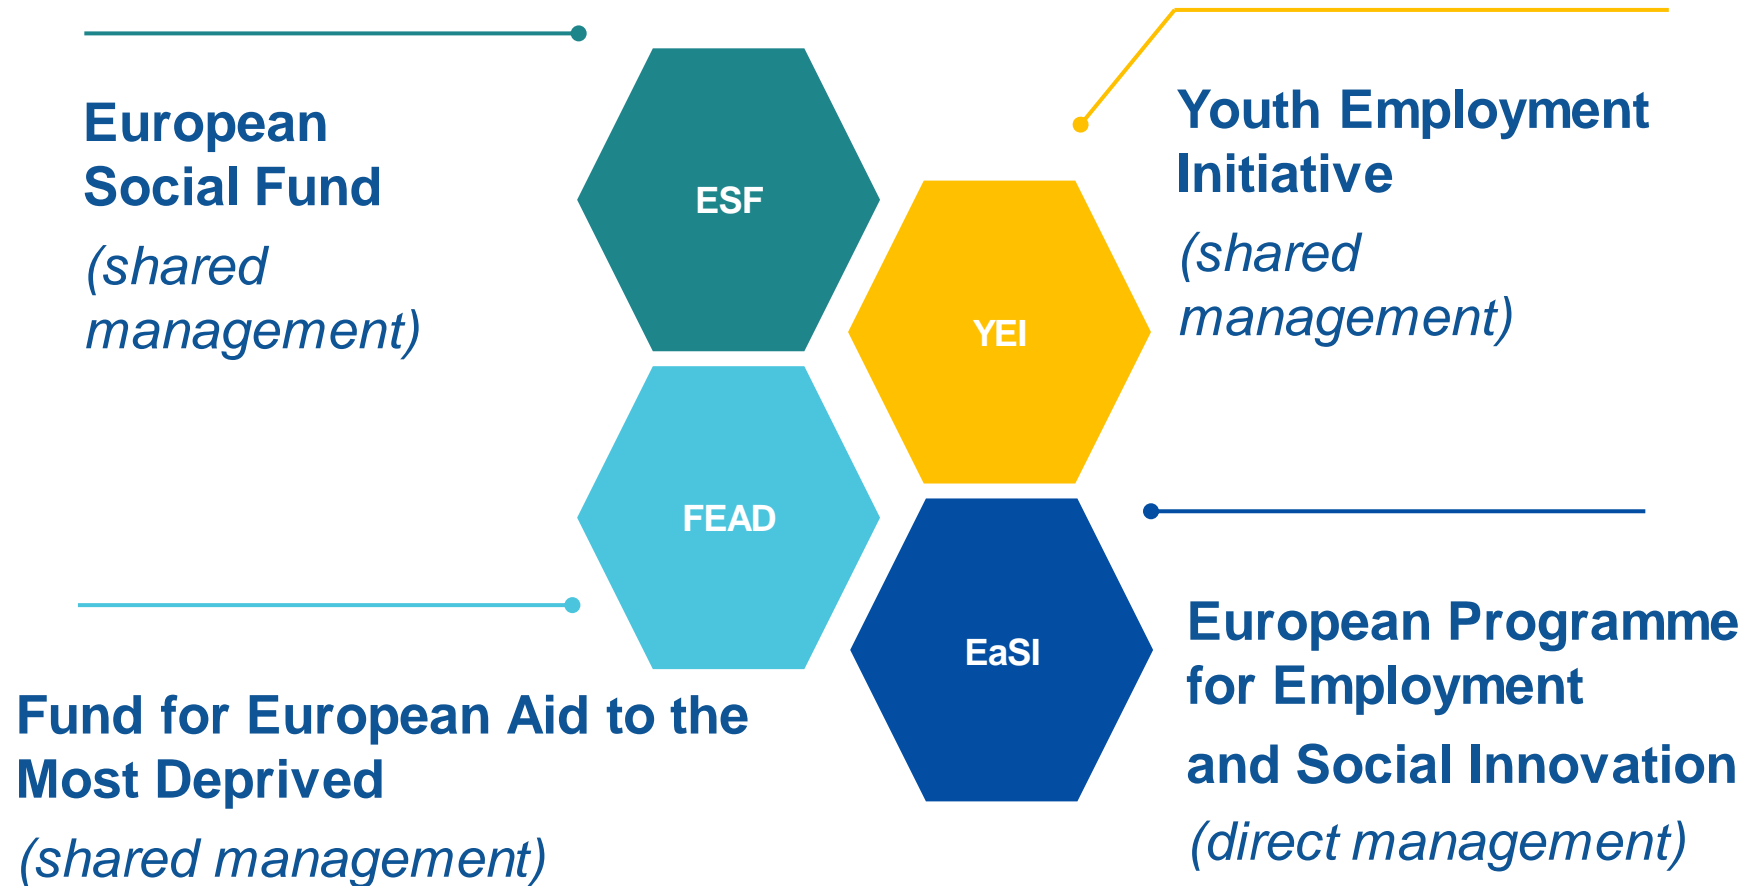 European
Social Fund
(shared
management)
ESF
Youth Employment
Initiative
(shared
management)
YEI
FEAD
Fund for European Aid to the
Most Deprived
(shared management)
EaSI
European Programme
for Employment
and Social Innovation
(direct management)